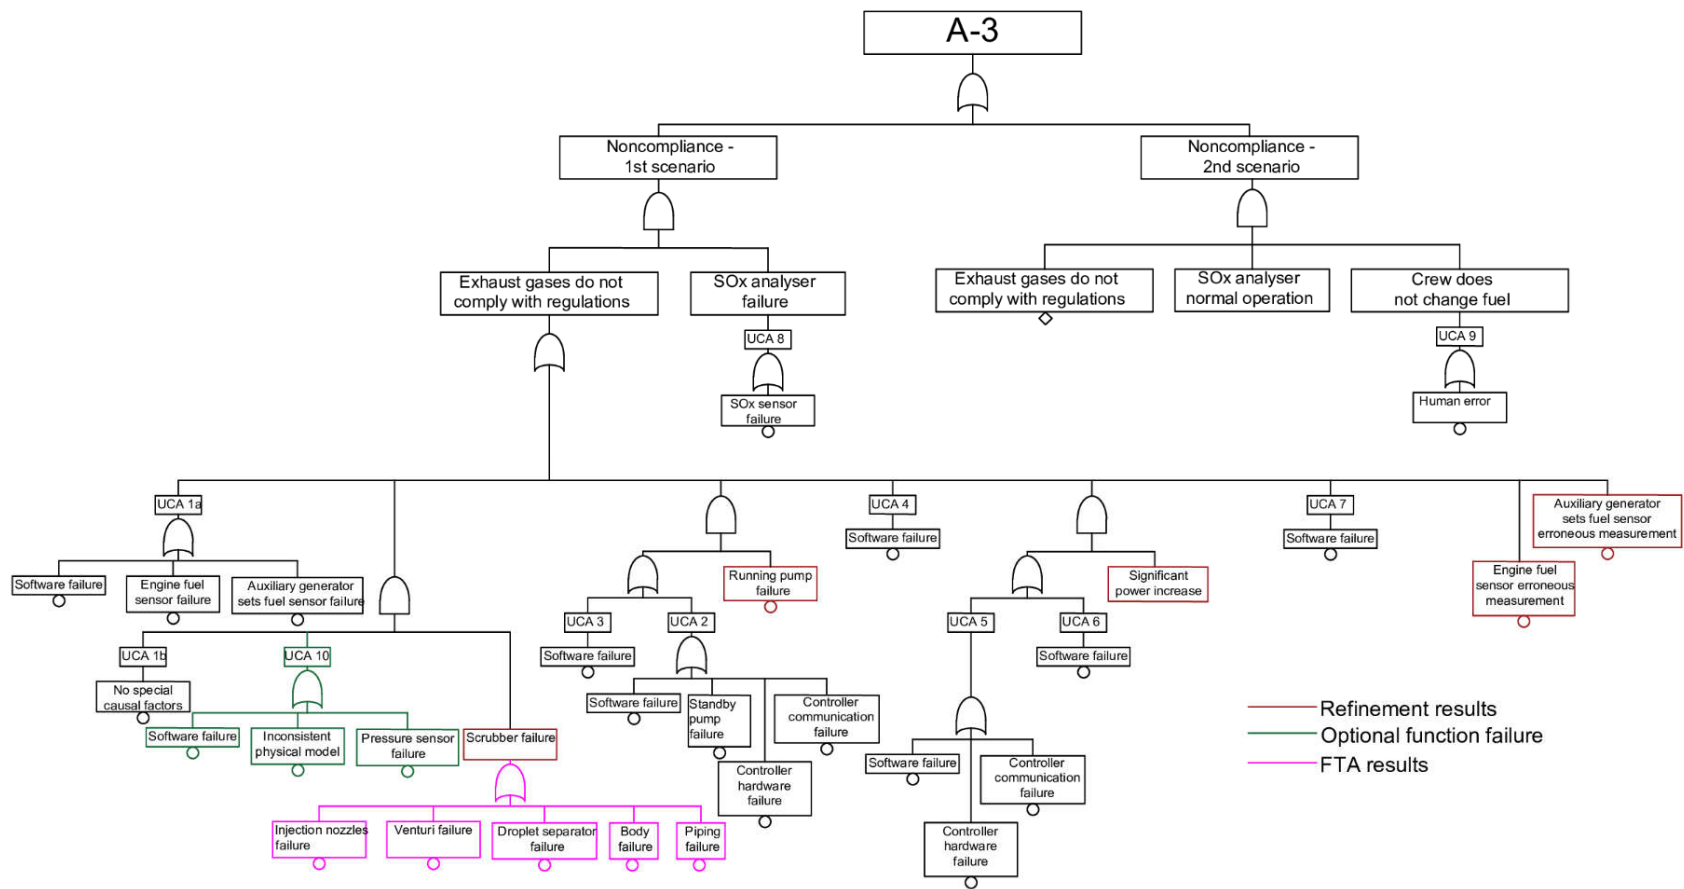 A-3
Noncompliance -
1st scenario
Noncompliance -
2nd scenario
Exhaust gases do not
comply with regulations
SOx analyser
failure
Exhaust gases do not
comply with regulations
SOx analyser
normal operation
Crew does
not change fuel
UCA 8
UCA 9
SOx sensor
failure
Human error
UCA 1a
UCA 4
UCA 7
Auxiliary generator
sets fuel sensor
erroneous measurement
Software failure
Software failure
Software failure
Engine fuel
sensor failure
Auxiliary generator
sets fuel sensor failure
Running pump
failure
Significant
power increase
Engine fuel
sensor erroneous
measurement
UCA 3
UCA 2
UCA 5
UCA 6
UCA 1b
UCA 10
Software failure
Software failure
No special
causal factors
Software failure
Standby
pump
failure
Controller
communication
failure
Software failure
Inconsistent
physical model
Pressure sensor
failure
Scrubber failure
Controller
hardware
failure
Software failure
Controller
communication
failure
Controller
hardware
failure
Injection nozzles
failure
Venturi failure
Droplet separator
failure
Body
failure
Piping
failure
Refinement results
Optional function failure
FTA results